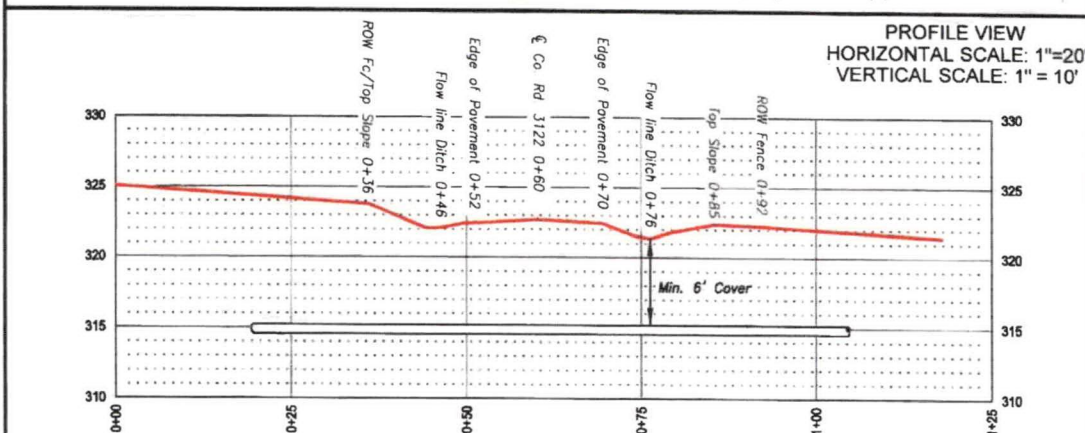 PROFILE VIEW
HORIZONTAL SCALE: 1"=20'
VERTICAL SCALE: 1" = 10'
ROW Fc/Top Slope 0+36
Flow line Ditch 0+46
Edge of Pavement 0+52
℄ Co. Rd 3122 0+60
Edge of Pavement 0+70
Flow line Ditch 0+76
Top Slope 0+85
ROW Fence 0+92
330
330
325
325
320
320
Min. 6' Cover
315
315
310
310
0+00
0+25
0+50
0+75
1+00
1+25